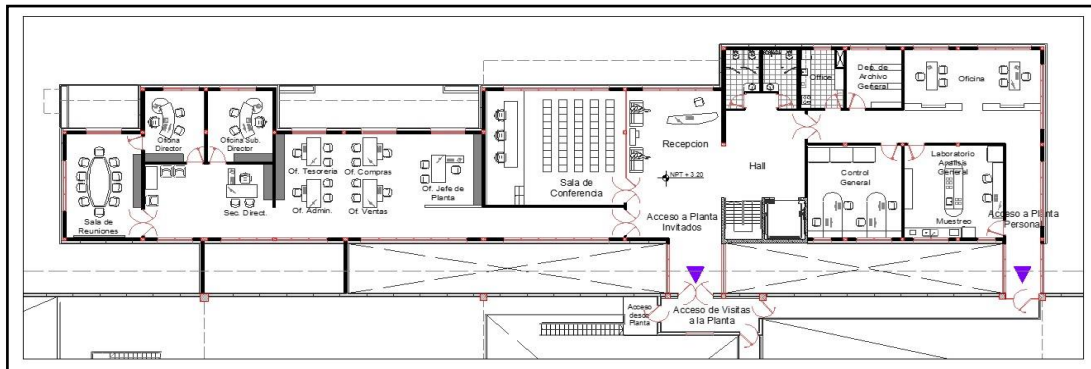 Office
Dep. de
Archivo
General
Oficina
Oficina
Director
Oficina Sub.
Director
Recepcion
Of. Tesoreria
Of. Compras
Hall
Laboratorio
Analisis
General
Sala de
Conferencia
Control
General
NPT + 3,20
Of. Jefe de
Planta
Sec. Direct.
Of. Admin.
Of. Ventas
Sala de
Reuniones
Acceso a Planta
Invitados
Muestreo
Acceso a Planta
Personal
Acceso
desde
Planta
Acceso de Visitas
a la Planta